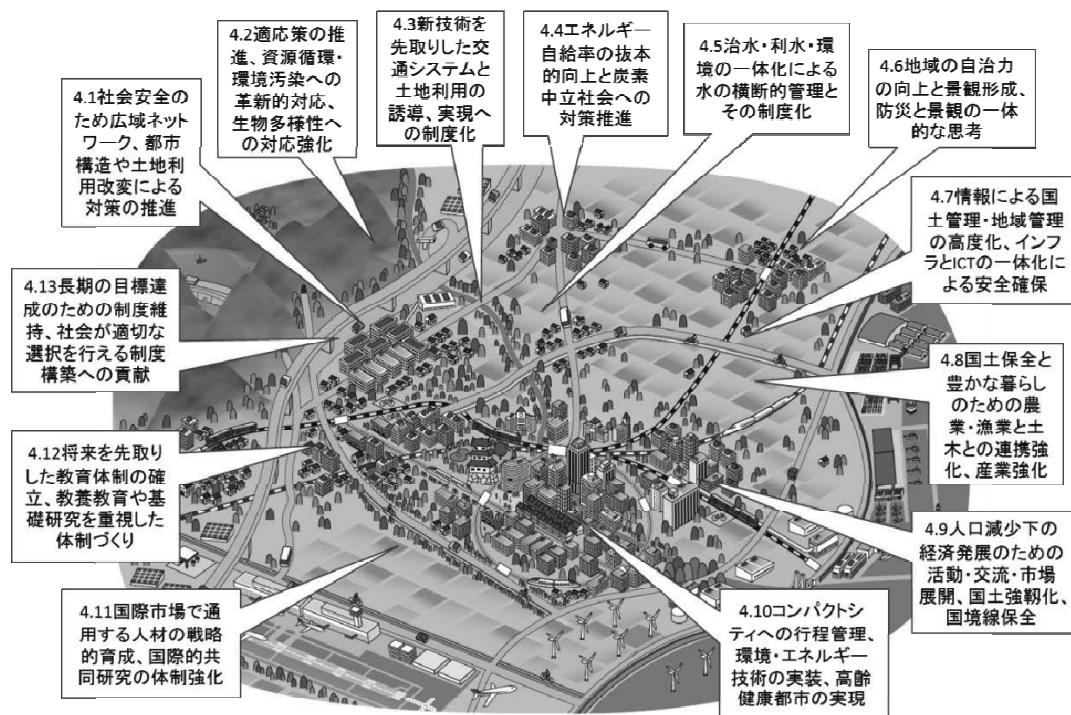 4.1社会安全の
ため広域ネット
ワーク、都市
構造や土地利
用改変による
対策の推進
4.2適応策の推
進、資源循環・
環境汚染への
革新的対応、
生物多様性へ
の対応強化
4.3新技術を
先取りした交
通システムと
土地利用の
誘導、実現へ
の制度化
4.4エネルギー
自給率の抜本
的向上と炭素
中立社会への
対策推進
4.5治水・利水・環
境の一体化による
水の横断的管理と
その制度化
4.6地域の自治力
の向上と景観形成、
防災と景観の一体
的な思考
4.7情報による国
土管理・地域管理
の高度化、インフ
ラとICTの一体化に
よる安全確保
4.8国土保全と
豊かな暮らし
のための農
業・漁業と土
木との連携強
化、産業強化
4.9人口減少下の
経済発展のための
活動・交流・市場
展開、国土強靱化、
国境線保全
4.10コンパクトシ
ティへの行程管理、
環境・エネルギー
技術の実装、高齢
健康都市の実現
4.11国際市場で通
用する人材の戦略
的育成、国際的共
同研究の体制強化
4.12将来を先取り
した教育体制の確
立、教養教育や基
礎研究を重視した
体制づくり
4.13長期の目標達
成のための制度維
持、社会が適切な
選択を行える制度
構築への貢献